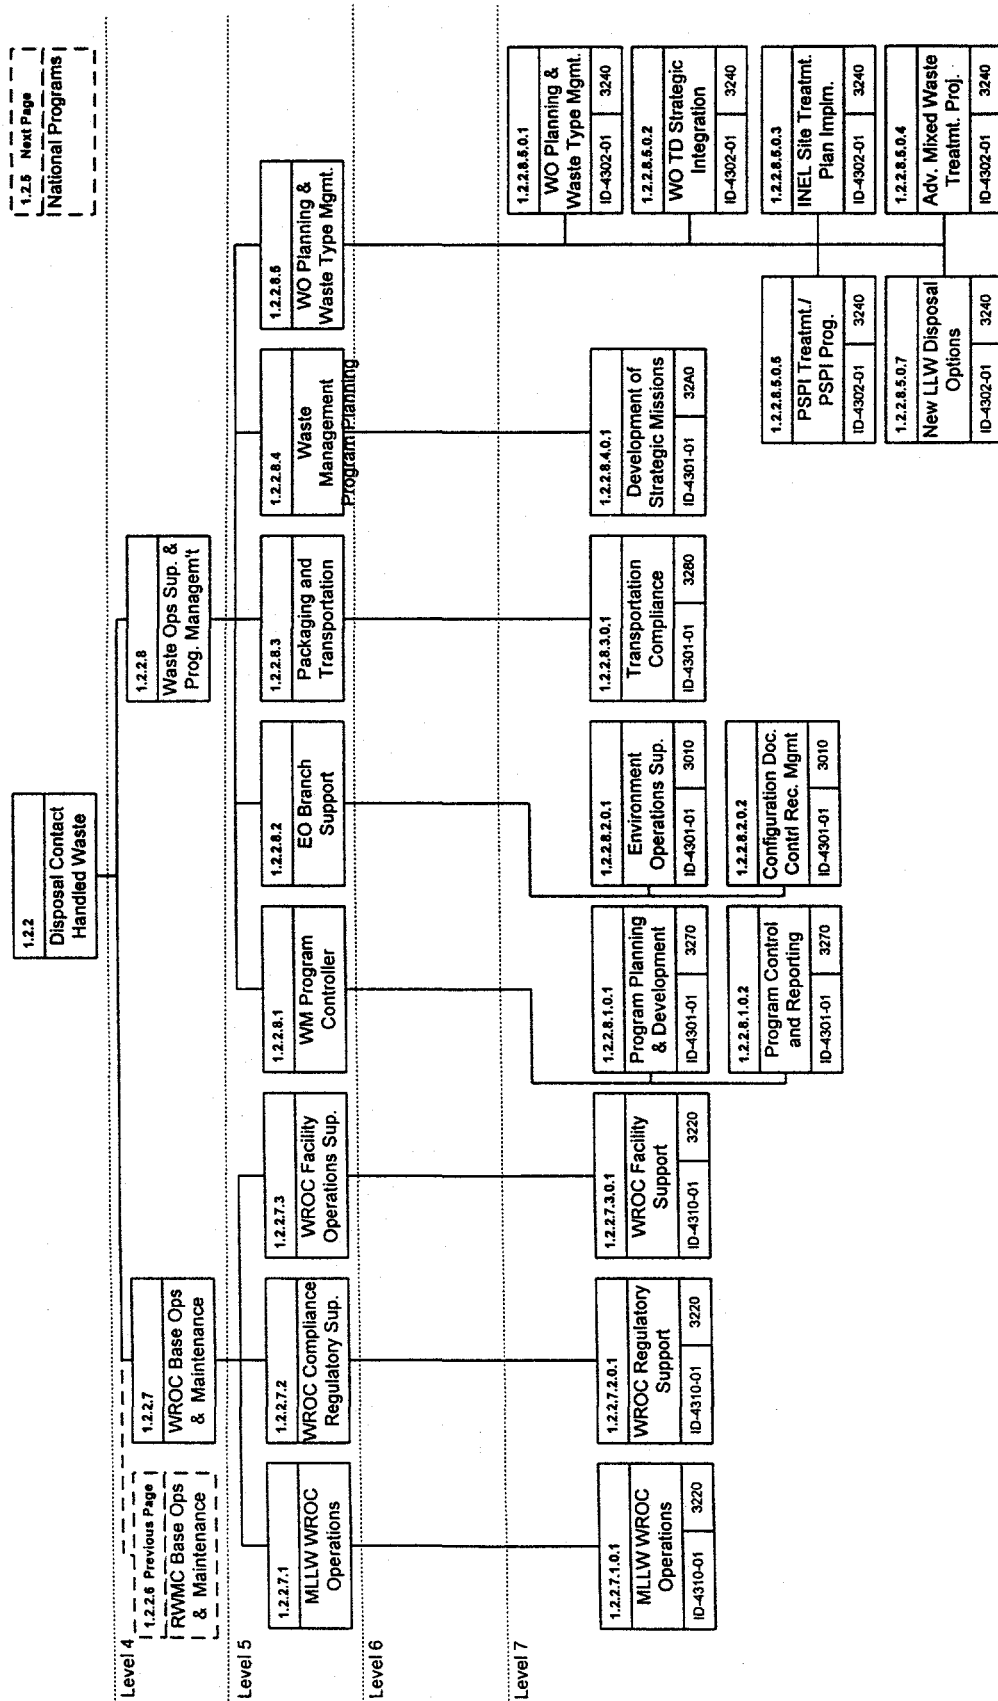 1.2.5 Next Page
National Programs
1.2.2
Disposal Contact
Handled Waste
Level 4
1.2.2.6 Previous Page
RWMC Base Ops
& Maintenance
1.2.2.7
WROC Base Ops
& Maintenance
1.2.2.8
Waste Ops Sup. &
Prog. Managem't
Level 5
1.2.2.7.1
MLLW WROC
Operations
1.2.2.7.2
WROC Compliance
Regulatory Sup.
1.2.2.7.3
WROC Facility
Operations Sup.
1.2.2.8.1
WM Program
Controller
1.2.2.8.2
EO Branch
Support
1.2.2.8.3
Packaging and
Transportation
1.2.2.8.4
Waste
Management
Program Planning
1.2.2.8.5
WO Planning &
Waste Type Mgmt.
Level 6
Level 7
1.2.2.7.1.0.1
MLLW WROC
Operations
ID-4310-01 3220
1.2.2.7.2.0.1
WROC Regulatory
Support
ID-4310-01 3220
1.2.2.7.3.0.1
WROC Facility
Support
ID-4310-01 3220
1.2.2.8.1.0.1
Program Planning
& Development
ID-4301-01 3270
1.2.2.8.1.0.2
Program Control
and Reporting
ID-4301-01 3270
1.2.2.8.2.0.1
Environment
Operations Sup.
ID-4301-01 3010
1.2.2.8.2.0.2
Configuration Doc.
Contrl Rec. Mgmt
ID-4301-01 3010
1.2.2.8.3.0.1
Transportation
Compliance
ID-4301-01 3280
1.2.2.8.4.0.1
Development of
Strategic Missions
ID-4301-01 32A0
1.2.2.8.5.0.1
WO Planning &
Waste Type Mgmt.
ID-4302-01 3240
1.2.2.8.5.0.2
WO TD Strategic
Integration
ID-4302-01 3240
1.2.2.8.5.0.5
PSPI Treatmt./
PSPI Prog.
ID-4302-01 3240
1.2.2.8.5.0.3
INEL Site Treatmt.
Plan Implm.
ID-4302-01 3240
1.2.2.8.5.0.7
New LLW Disposal
Options
ID-4302-01 3240
1.2.2.8.5.0.4
Adv. Mixed Waste
Treatmt. Proj.
ID-4302-01 3240